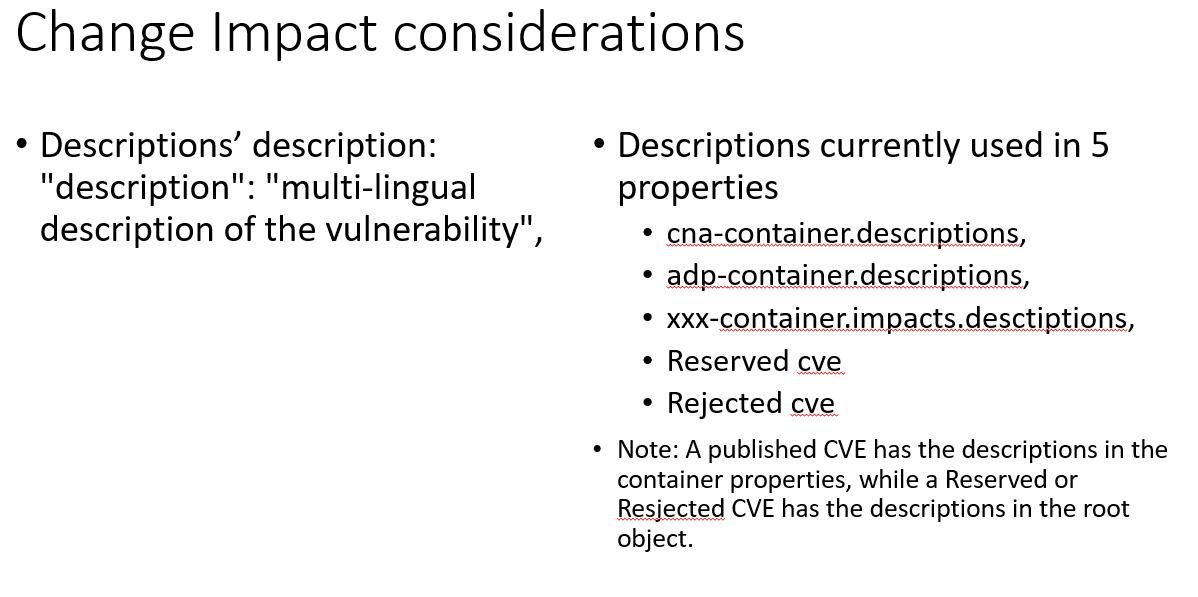 Change Impact considerations
• Descriptions’ description:
"description": "multi-lingual
description of the vulnerability",
• Descriptions currently used in 5
properties
• cna-container.descriptions,
• adp-container.descriptions,
• xxx-container.impacts.desctiptions,
• Reserved cve
• Rejected cve
• Note: A published CVE has the descriptions in the
container properties, while a Reserved or
Resjected CVE has the descriptions in the root
object.